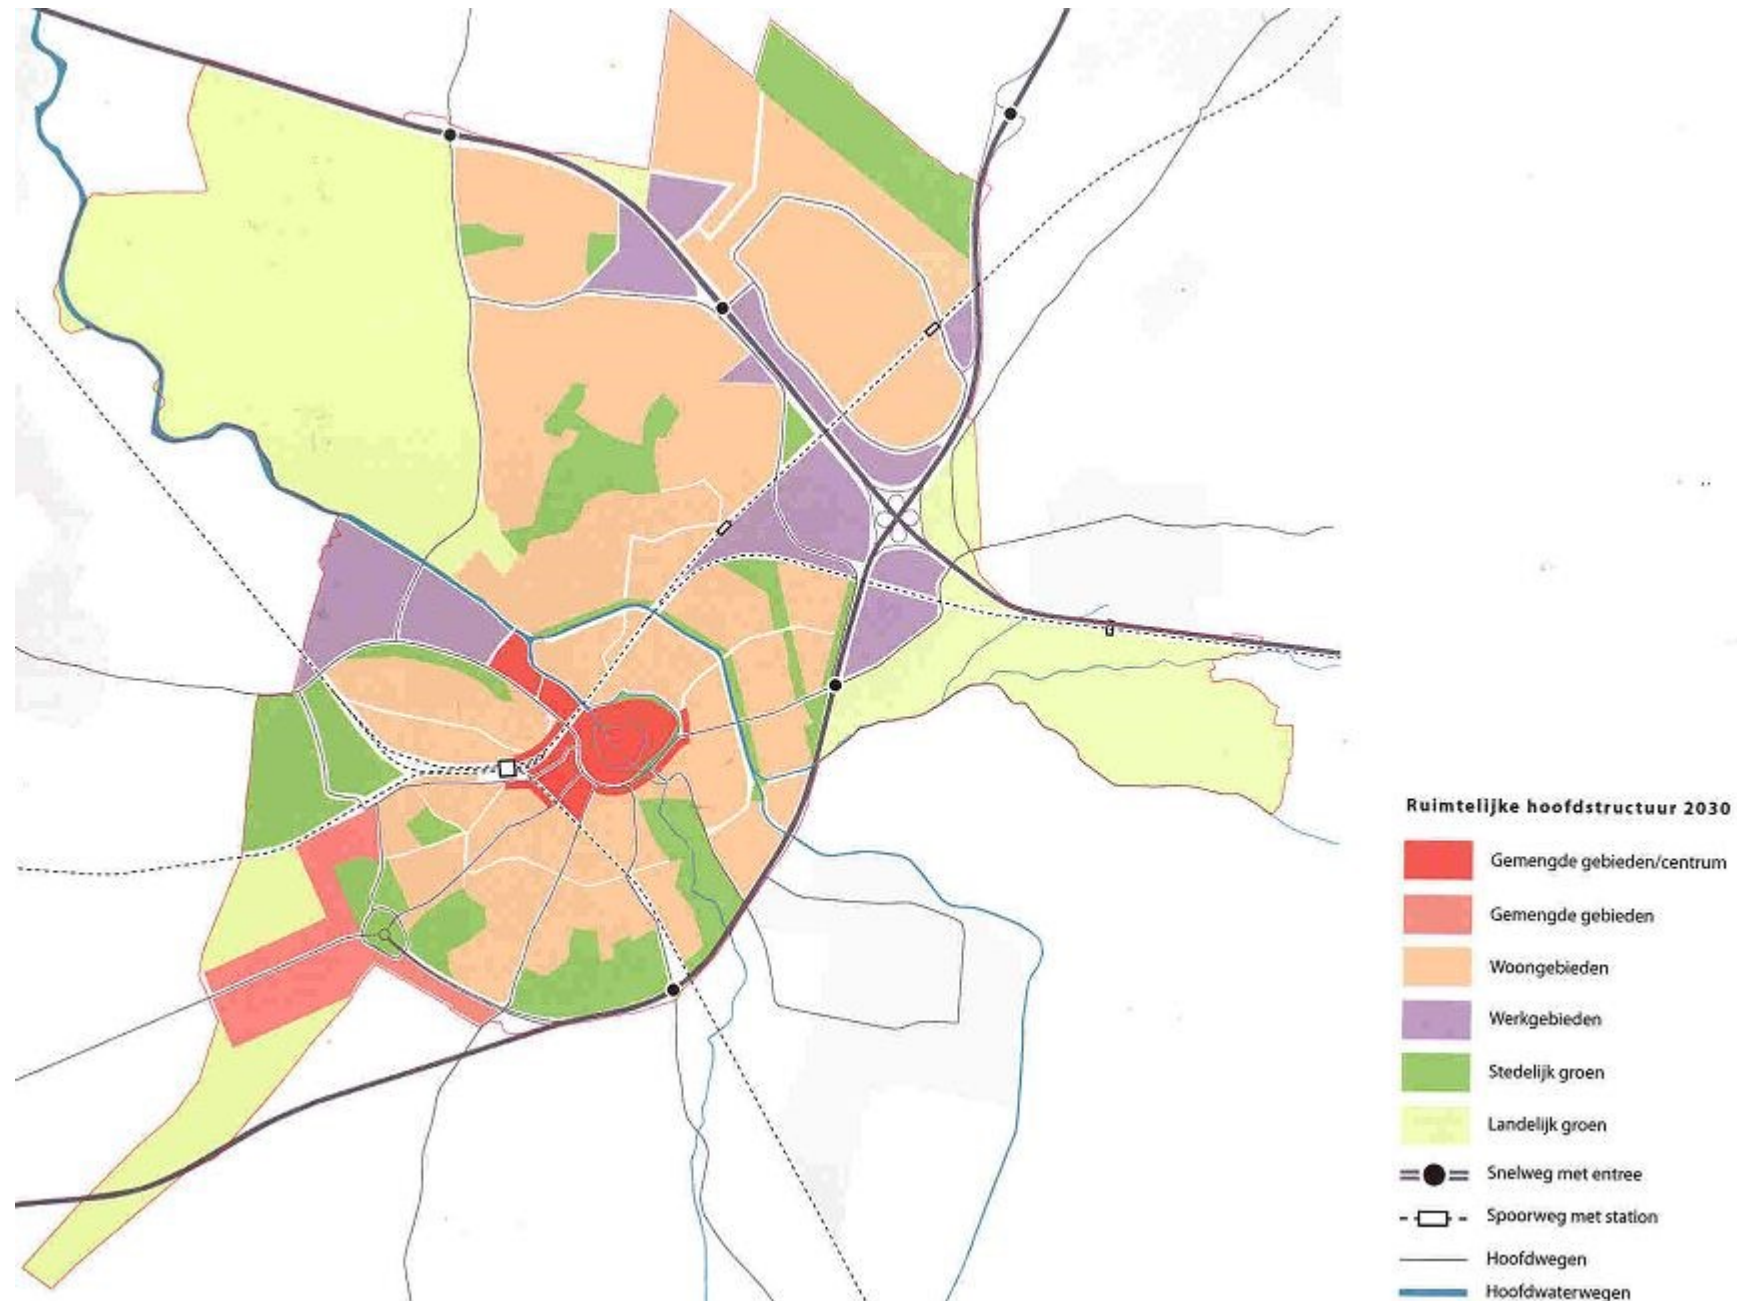 Ruimtelijke hoofdstructuur 2030
Gemengde gebieden/centrum
Gemengde gebieden
Woongebieden
Werkgebieden
Stedelijk groen
Landelijk groen
Snelweg met entree
Spoorweg met station
Hoofdwegen
Hoofdwaterwegen